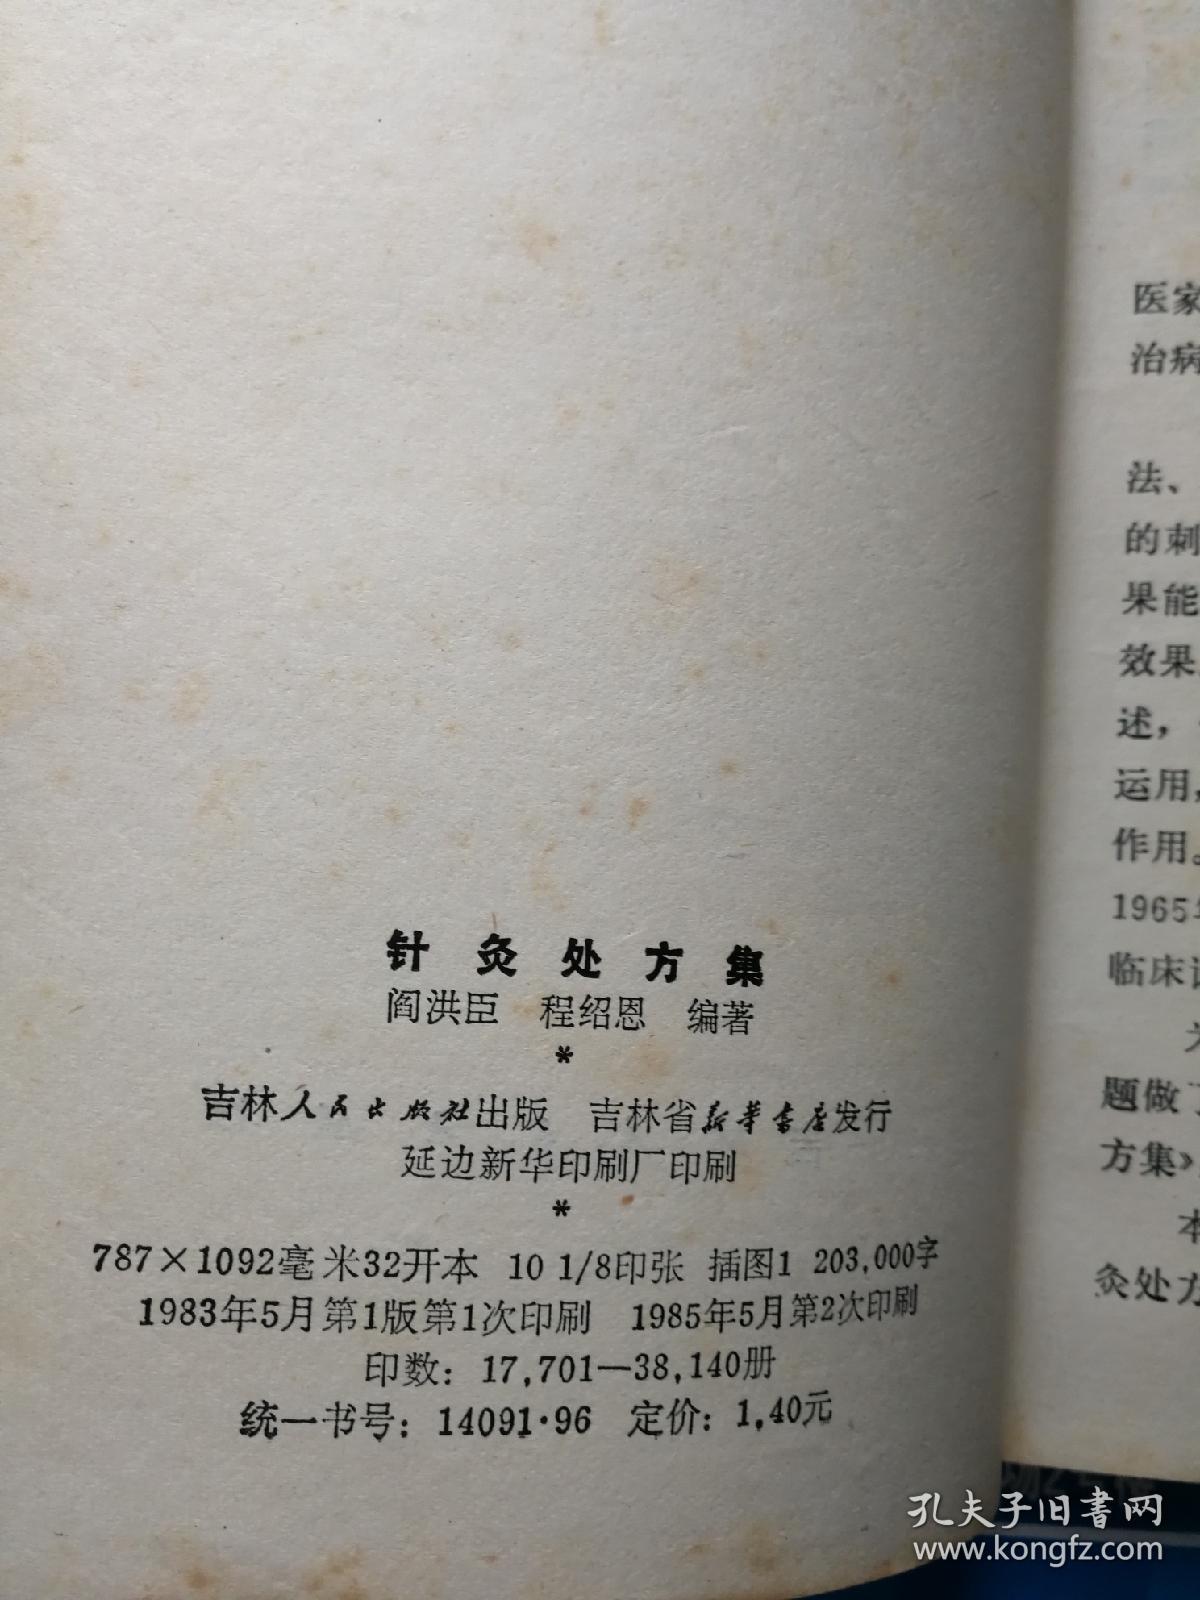 针灸处方集
阎洪臣 程绍恩 编著
*
吉林人民出版社出版 吉林省新华书店发行
延边新华印刷厂印刷
*
787×1092毫米32开本 10 1/8印张 插图1 203,000字
1983年5月第1版第1次印刷 1985年5月第2次印刷
印数：17,701—38,140册
统一书号：14091·96 定价：1.40元
医家
治病
法、
的刺
果能
效果
述，
运用，
作用。
1965
临床
题做
方集》
本
灸处方
孔夫子旧书网
www.kongfz.com